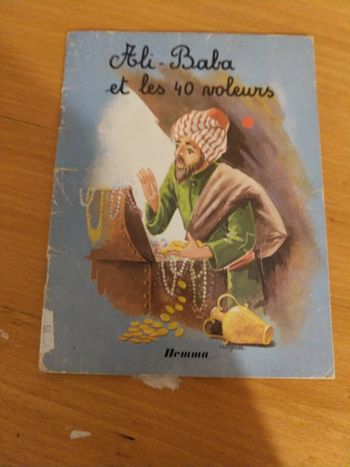 Ali-Baba
et les 40 voleurs
Hemma